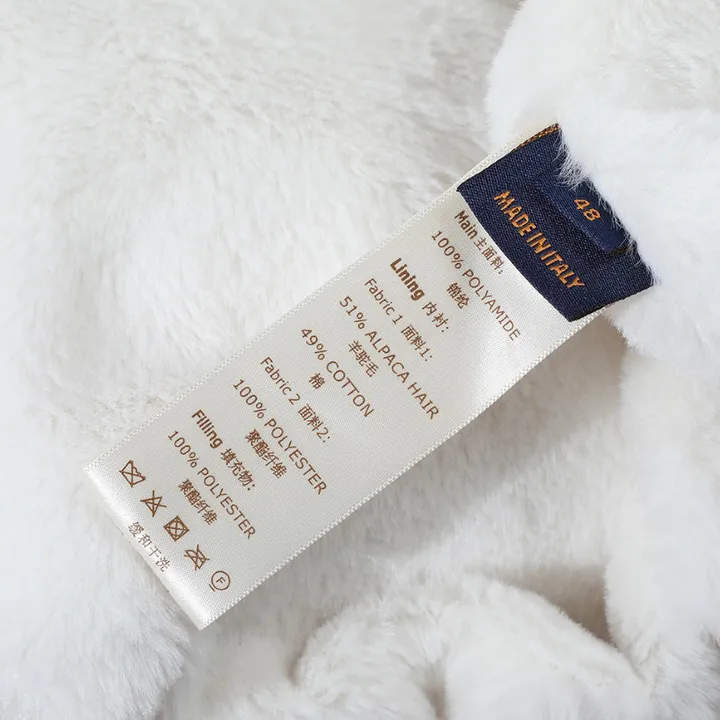 48
MADE IN ITALY
Main 主面料:
100% POLYAMIDE
锦纶
Lining 内衬:
Fabric 1 面料1:
51% ALPACA HAIR
羊驼毛
49% COTTON
棉
Fabric 2 面料2:
100% POLYESTER
聚酯纤维
Filling 填充物:
100% POLYESTER
聚酯纤维
F
缓和干洗